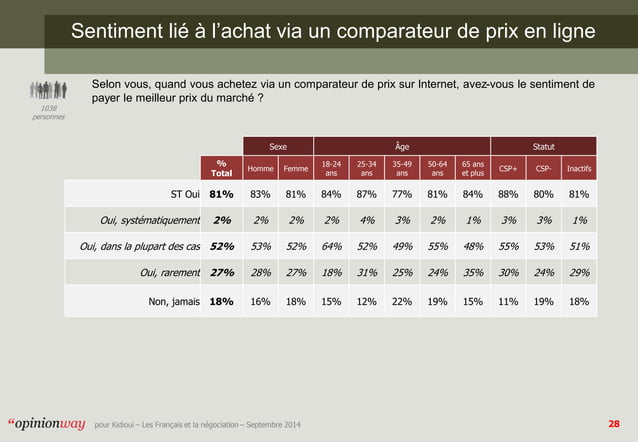 Sentiment lié à l'achat via un comparateur de prix en ligne
Selon vous, quand vous achetez via un comparateur de prix sur Internet, avez-vous le sentiment de
payer le meilleur prix du marché ?
1038
personnes
Sexe Âge Statut
% Total Homme Femme 18-24 ans 25-34 ans 35-49 ans 50-64 ans 65 ans et plus CSP+ CSP- Inactifs
ST Oui 81% 83% 81% 84% 87% 77% 81% 84% 88% 80% 81%
Oui, systématiquement 2% 2% 2% 2% 4% 3% 2% 1% 3% 3% 1%
Oui, dans la plupart des cas 52% 53% 52% 64% 52% 49% 55% 48% 55% 53% 51%
Oui, rarement 27% 28% 27% 18% 31% 25% 24% 35% 30% 24% 29%
Non, jamais 18% 16% 18% 15% 12% 22% 19% 15% 11% 19% 18%
“opinionway pour Kidioui – Les Français et la négociation – Septembre 2014 28